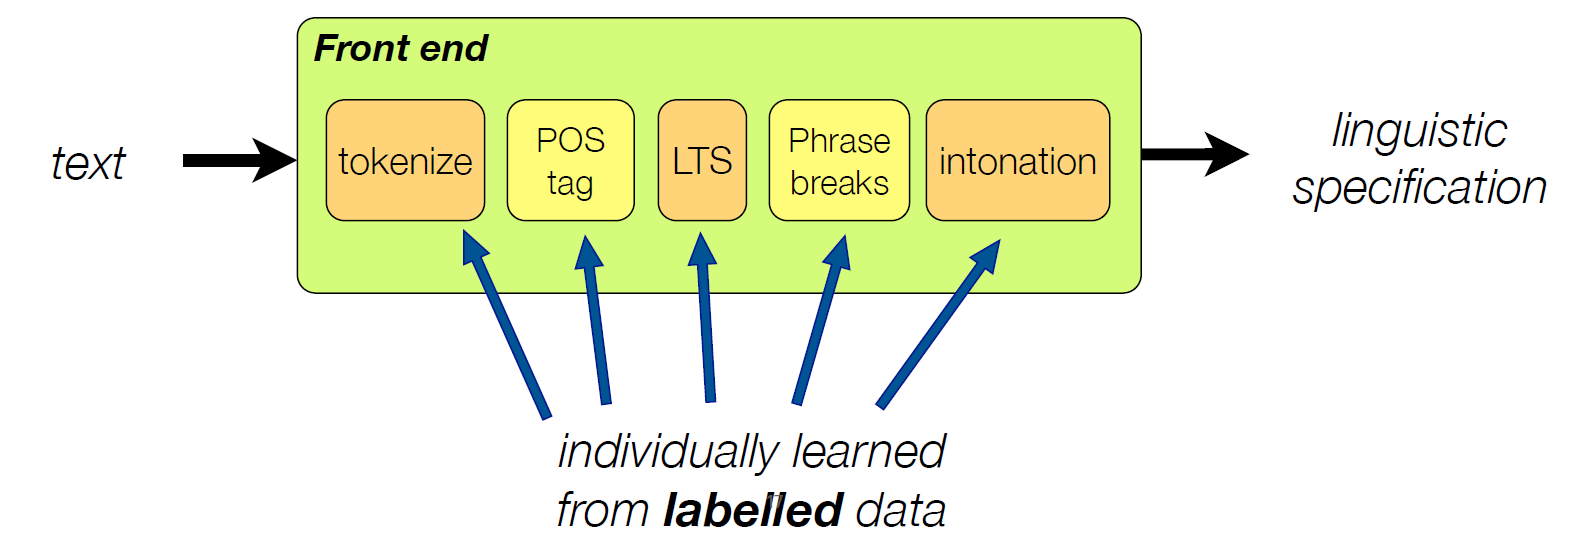 Front end
text
tokenize
POS
tag
LTS
Phrase
breaks
intonation
linguistic
specification
individually learned
from labelled data